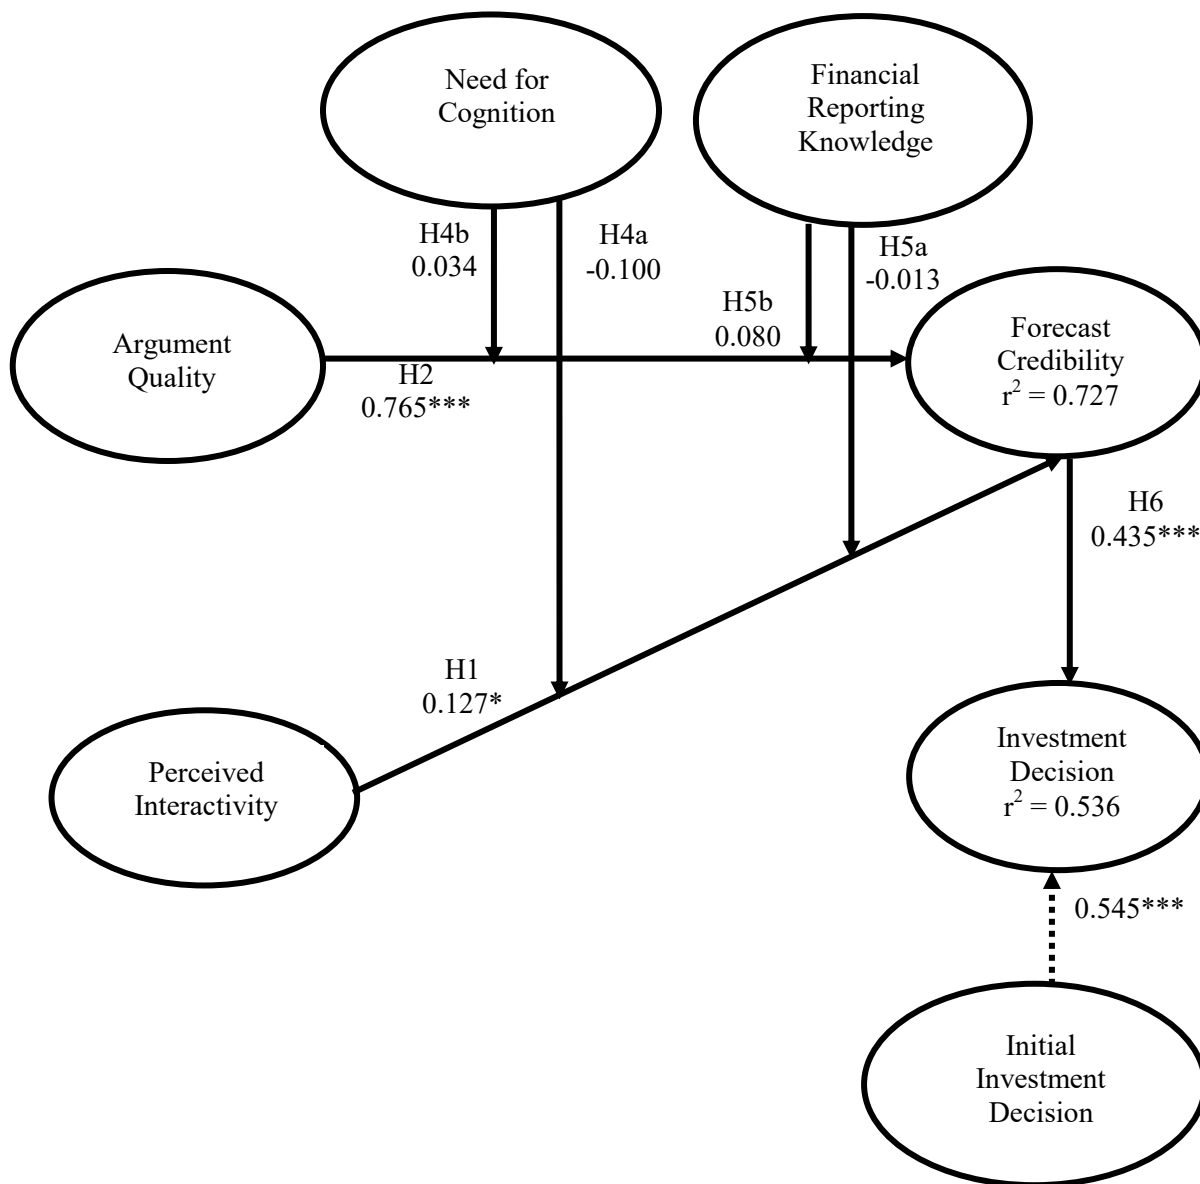 Need for
Cognition
Financial
Reporting
Knowledge
H4b
0.034
H4a
-0.100
H5a
-0.013
H5b
0.080
Argument
Quality
H2
0.765***
Forecast
Credibility
r² = 0.727
H6
0.435***
H1
0.127*
Perceived
Interactivity
Investment
Decision
r² = 0.536
0.545***
Initial
Investment
Decision